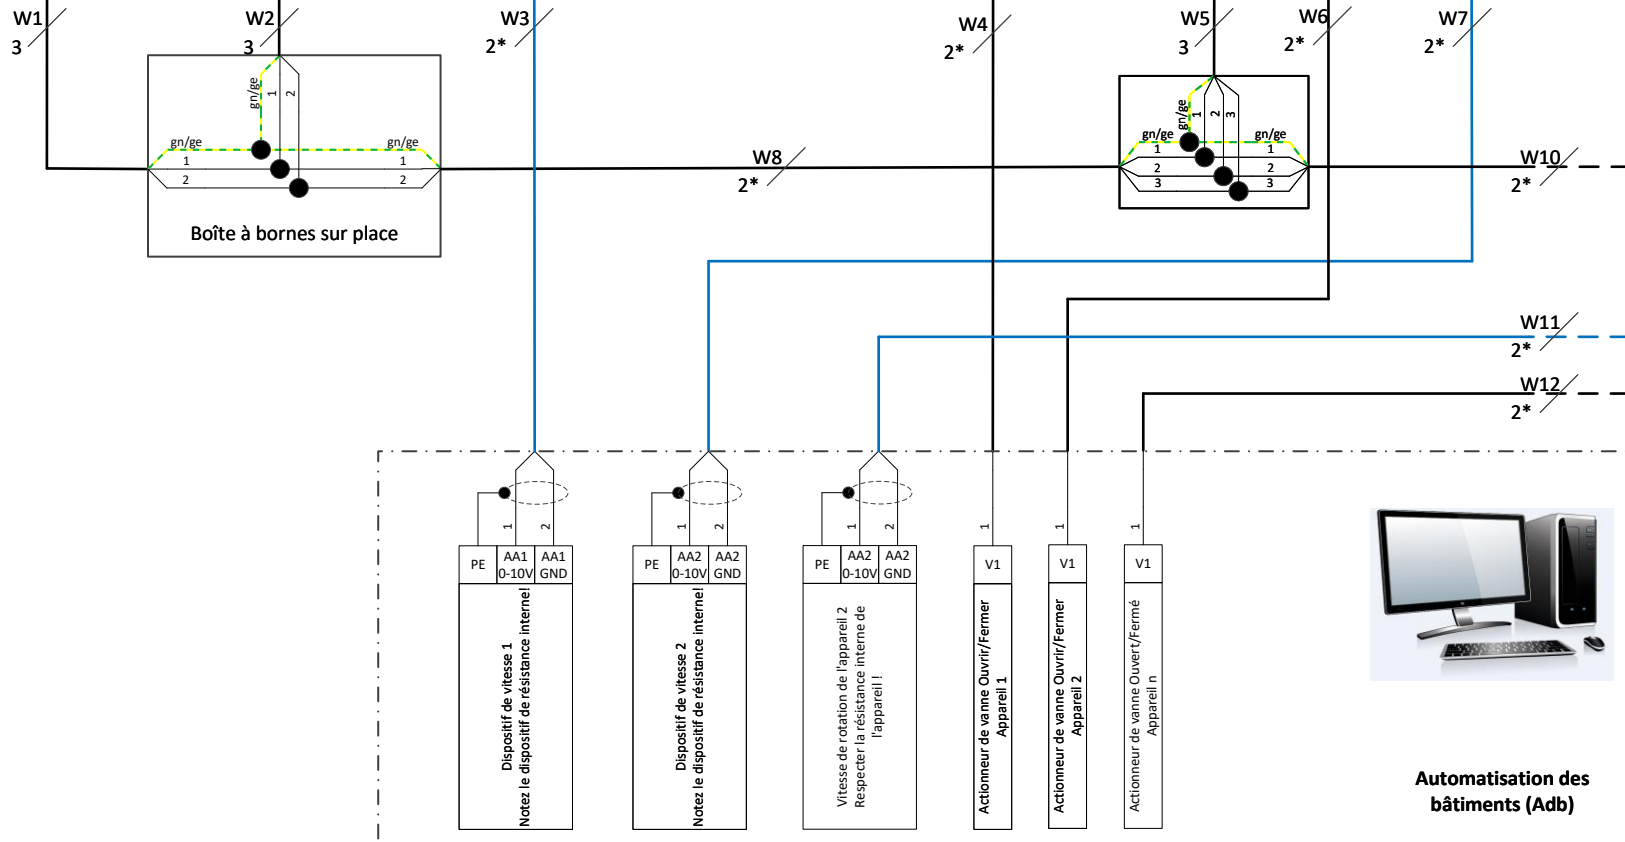 W1
3
W2
3
W3
2*
W4
2*
W5
3
W6
2*
W7
2*
gn/ge
1
2
gn/ge
1
2
gn/ge
1
2
Boîte à bornes sur place
W8
2*
gn/ge
1
2
3
gn/ge
1
2
3
gn/ge
1
2
3
W10
2*
W11
2*
W12
2*
1
2
PE
AA1
0-10V
AA1
GND
Dispositif de vitesse 1
Notez le dispositif de résistance interne!
1
2
PE
AA2
0-10V
AA2
GND
Dispositif de vitesse 2
Notez le dispositif de résistance interne!
1
2
PE
AA2
0-10V
AA2
GND
Vitesse de rotation de l'appareil 2
Respecter la résistance interne de
l'appareil !
1
V1
Actionneur de vanne Ouvrir/Fermer
Appareil 1
1
V1
Actionneur de vanne Ouvrir/Fermer
Appareil 2
1
V1
Actionneur de vanne Ouvert/Fermé
Appareil n
Automatisation des
bâtiments (Adb)